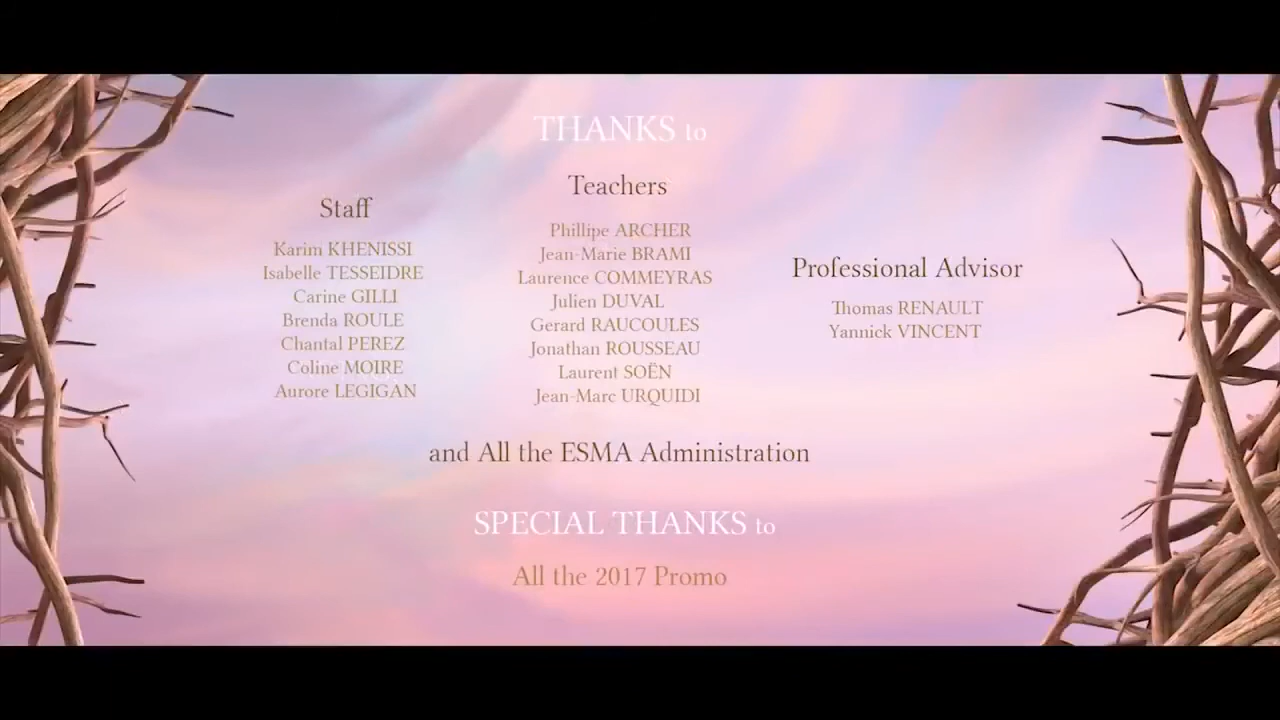 THANKS to
Staff
Karim KHENISSI
Isabelle TESSEIDRE
Carine GILLI
Brenda ROULE
Chantal PEREZ
Coline MOIRE
Aurore LEGIGAN
Teachers
Phillipe ARCHER
Jean-Marie BRAMI
Laurence COMMEYRAS
Julien DUVAL
Gerard RAUCOULES
Jonathan ROUSSEAU
Laurent SOËN
Jean-Marc URQUIDI
Professional Advisor
Thomas RENAULT
Yannick VINCENT
and All the ESMA Administration
SPECIAL THANKS to
All the 2017 Promo